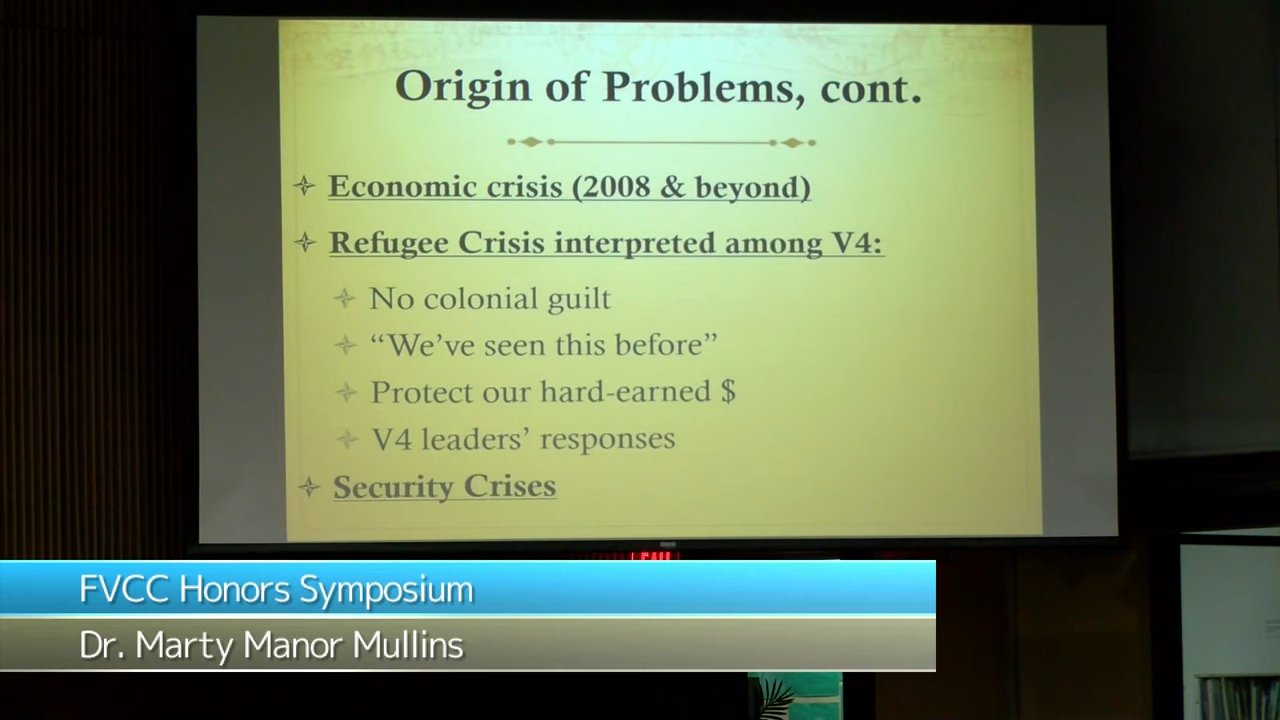 Origin of Problems, cont.
Economic crisis (2008 & beyond)
Refugee Crisis interpreted among V4:
No colonial guilt
“We’ve seen this before”
Protect our hard-earned $
V4 leaders’ responses
Security Crises
FVCC Honors Symposium
Dr. Marty Manor Mullins